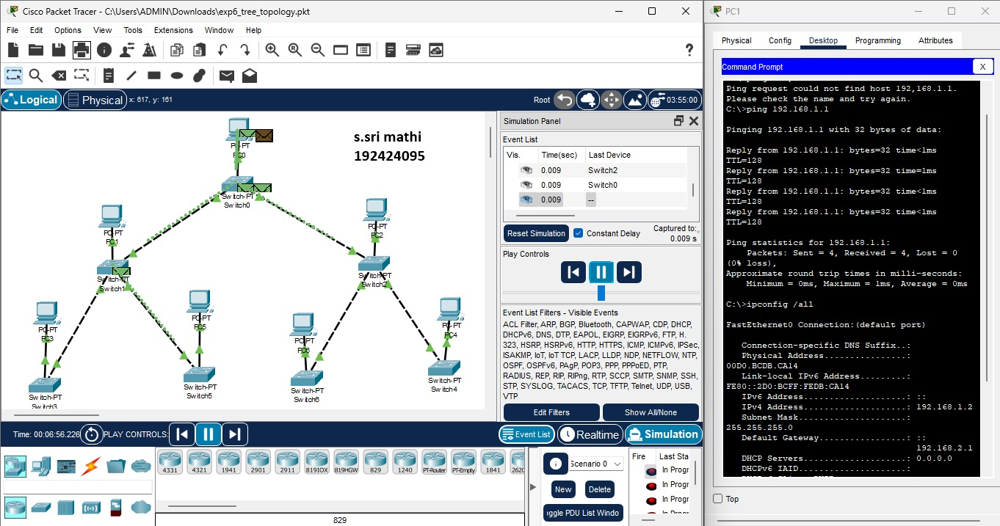 Cisco Packet Tracer - C:\Users\ADMIN\Downloads\exp6_tree_topology.pkt
File Edit Options View Tools Extensions Window Help
Logical Physical x: 617, y: 161 Root 03:55:00
s.sri mathi
192424095
PC-PT
PC0
Switch-PT
Switch0
PC-PT
PC1
PC-PT
PC2
Switch-PT
Switch1
Switch-PT
Switch2
PC-PT
PC3
PC-PT
PC5
PC-PT
PC6
PC-PT
PC4
Switch-PT
Switch3
Switch-PT
Switch5
Switch-PT
Switch6
Switch-PT
Switch4
Simulation Panel
Event List
Vis. Time(sec) Last Device
0.009 Switch2
0.009 Switch0
0.009 --
Reset Simulation Constant Delay Captured to:
0.009 s
Play Controls
Event List Filters - Visible Events
ACL Filter, ARP, BGP, Bluetooth, CAPWAP, CDP, DHCP,
DHCPv6, DNS, DTP, EAPOL, EIGRP, EIGRPv6, FTP, H.
323, HSRP, HSRPv6, HTTP, HTTPS, ICMP, ICMPv6, IPSec,
ISAKMP, IoT, IoT TCP, LACP, LLDP, NDP, NETFLOW, NTP,
OSPF, OSPFv6, PAgP, POP3, PPP, PPPoED, PTP,
RADIUS, REP, RIP, RIPng, RTP, SCCP, SMTP, SNMP, SSH,
STP, SYSLOG, TACACS, TCP, TFTP, Telnet, UDP, USB,
VTP
Edit Filters Show All/None
Time: 00:06:56.226 PLAY CONTROLS: Event List Realtime Simulation
4331 4321 1941 2901 2911 819IOX 819HGW 829 1240 PT-Router PT-Empty 1841 2620
829
Scenario 0
New Delete
oggle PDU List Windo
Fire Last Sta
In Progr
In Progr
In Progr
In Progr
PC1
Physical Config Desktop Programming Attributes
Command Prompt X
Ping request could not find host 192,168.1.1.
Please check the name and try again.
C:\>ping 192.168.1.1
Pinging 192.168.1.1 with 32 bytes of data:
Reply from 192.168.1.1: bytes=32 time<1ms
TTL=128
Reply from 192.168.1.1: bytes=32 time=1ms
TTL=128
Reply from 192.168.1.1: bytes=32 time<1ms
TTL=128
Reply from 192.168.1.1: bytes=32 time<1ms
TTL=128
Ping statistics for 192.168.1.1:
Packets: Sent = 4, Received = 4, Lost = 0
(0% loss),
Approximate round trip times in milli-seconds:
Minimum = 0ms, Maximum = 1ms, Average = 0ms
C:\>ipconfig /all
FastEthernet0 Connection:(default port)
Connection-specific DNS Suffix..:
Physical Address................:
00D0.BCDB.CA14
Link-local IPv6 Address.........:
FE80::2D0:BCFF:FEDB:CA14
IPv6 Address....................: ::
IPv4 Address....................: 192.168.1.2
Subnet Mask.....................:
255.255.255.0
Default Gateway.................: ::
192.168.2.1
DHCP Servers....................: 0.0.0.0
DHCPv6 IAID.....................:
Top